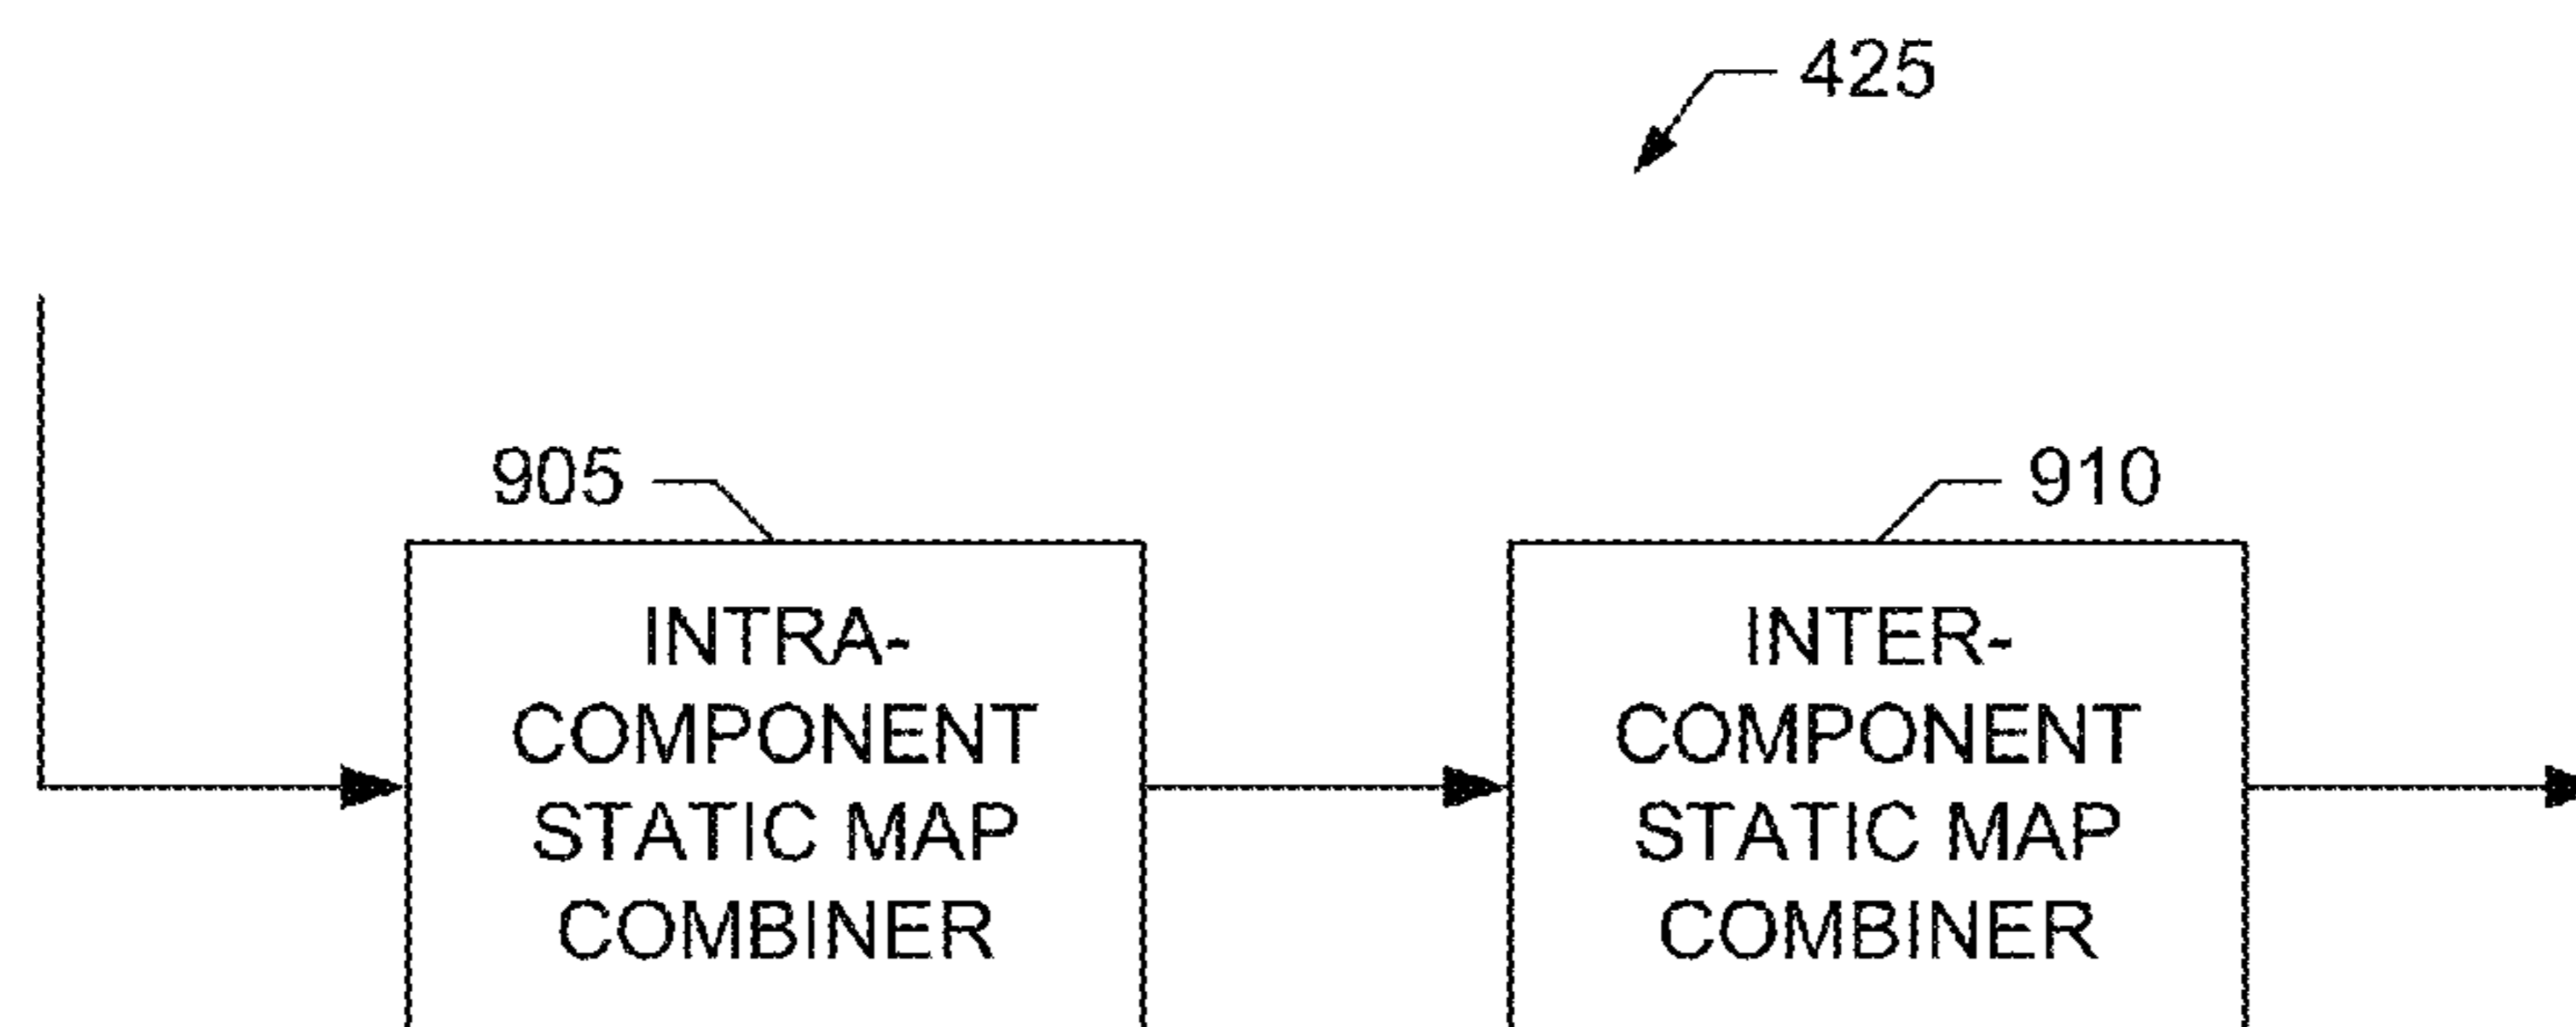 425
905
910
INTRA-
COMPONENT
STATIC MAP
COMBINER
INTER-
COMPONENT
STATIC MAP
COMBINER